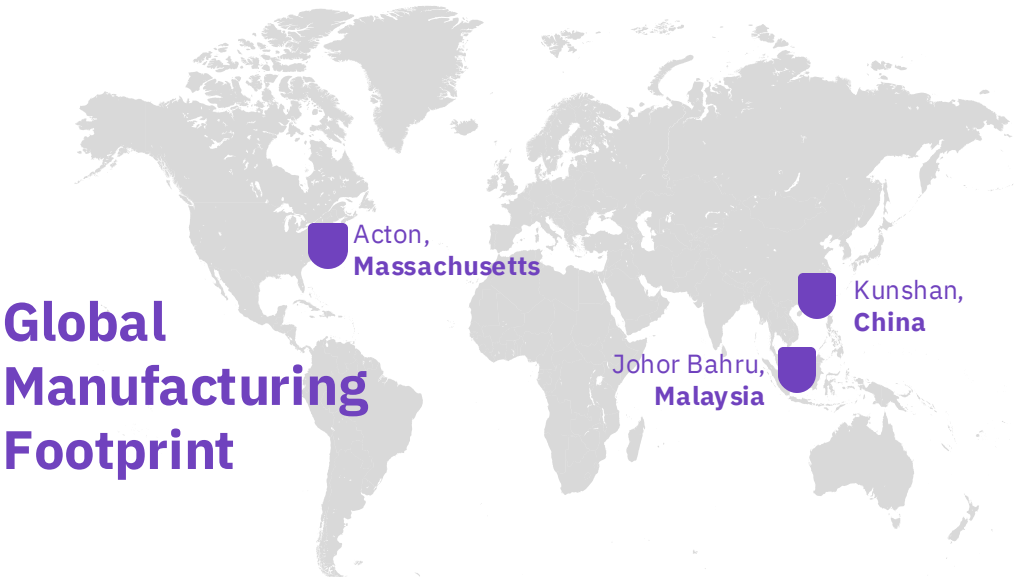 Acton,
Massachusetts
Kunshan,
China
Global
Manufacturing
Footprint
Johor Bahru,
Malaysia